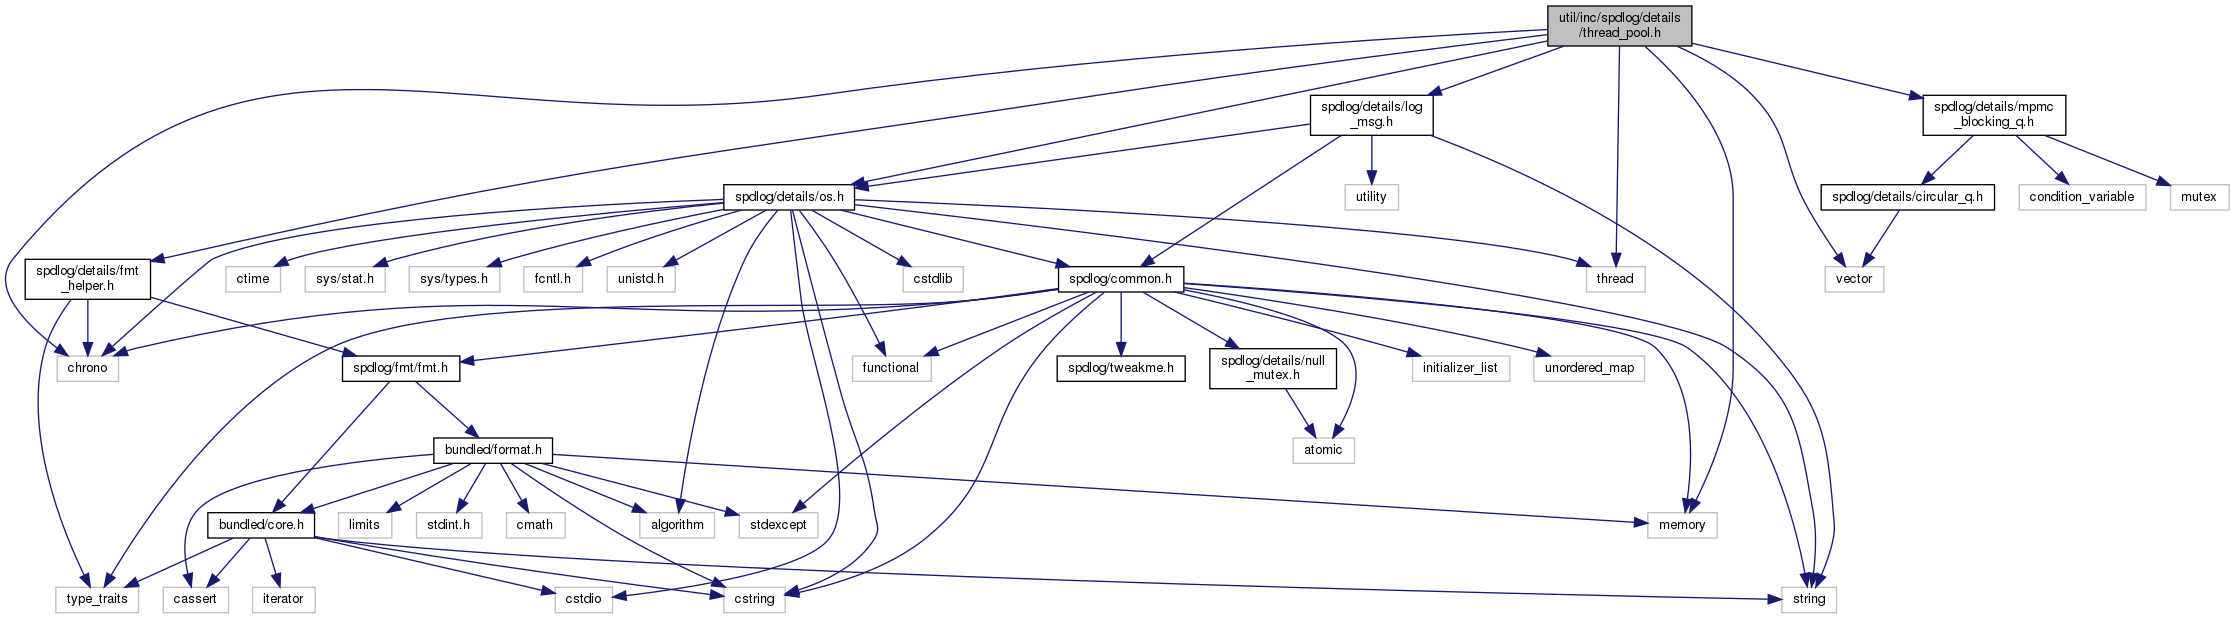 util/inc/spdlog/details
/thread_pool.h
spdlog/details/log
_msg.h
spdlog/details/mpmc
_blocking_q.h
spdlog/details/os.h
utility
spdlog/details/circular_q.h
condition_variable
mutex
spdlog/details/fmt
_helper.h
ctime
sys/stat.h
sys/types.h
fcntl.h
unistd.h
cstdlib
spdlog/common.h
thread
vector
chrono
spdlog/fmt/fmt.h
functional
spdlog/tweakme.h
spdlog/details/null
_mutex.h
initializer_list
unordered_map
bundled/format.h
atomic
bundled/core.h
limits
stdint.h
cmath
algorithm
stdexcept
memory
type_traits
cassert
iterator
cstdio
cstring
string